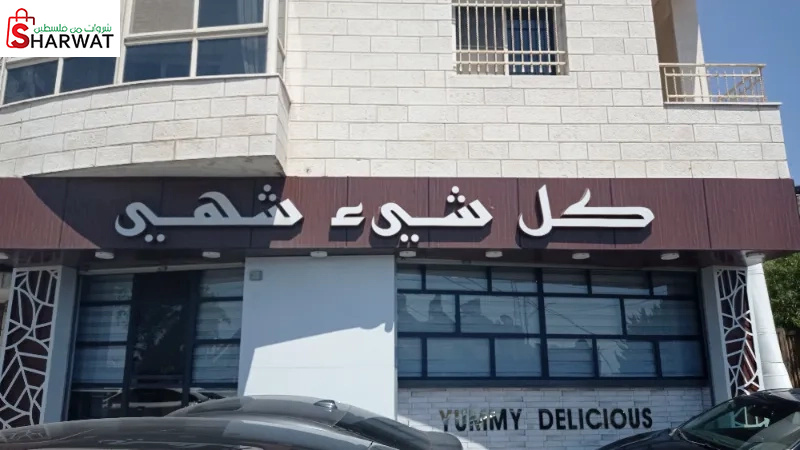 شروات من فلسطين
SHARWAT
كل شيء شهي
YUMMY DELICIOUS